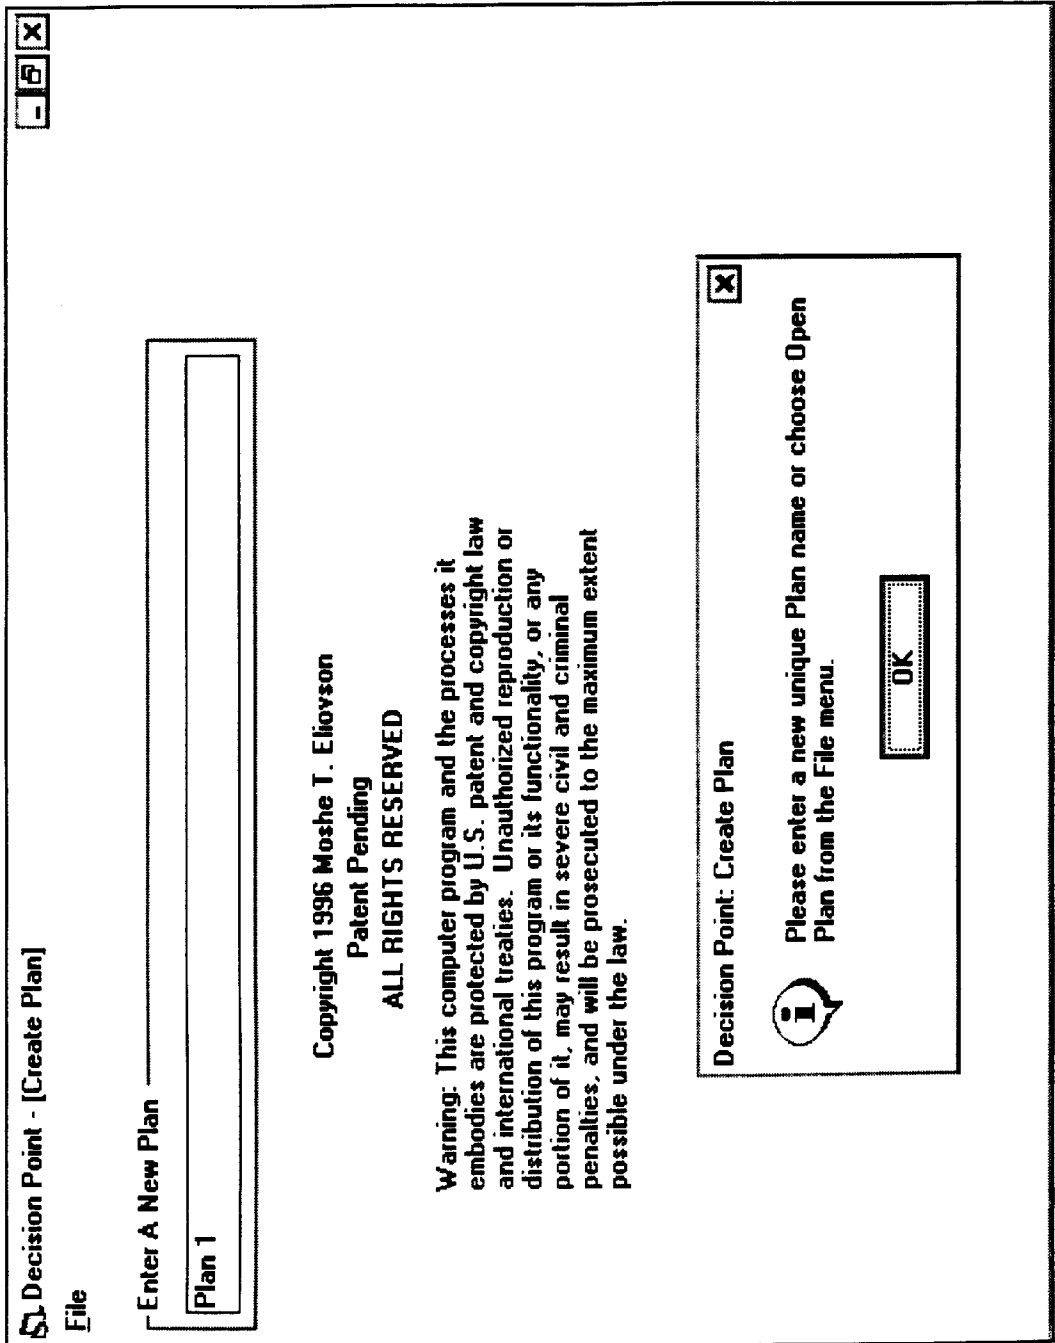 Decision Point - [Create Plan]
File
Enter A New Plan
Plan 1
Copyright 1996 Moshe T. Eliovson
Patent Pending
ALL RIGHTS RESERVED
Warning: This computer program and the processes it
embodies are protected by U.S. patent and copyright law
and international treaties. Unauthorized reproduction or
distribution of this program or its functionality, or any
portion of it, may result in severe civil and criminal
penalties, and will be prosecuted to the maximum extent
possible under the law.
Decision Point: Create Plan
Please enter a new unique Plan name or choose Open
Plan from the File menu.
OK